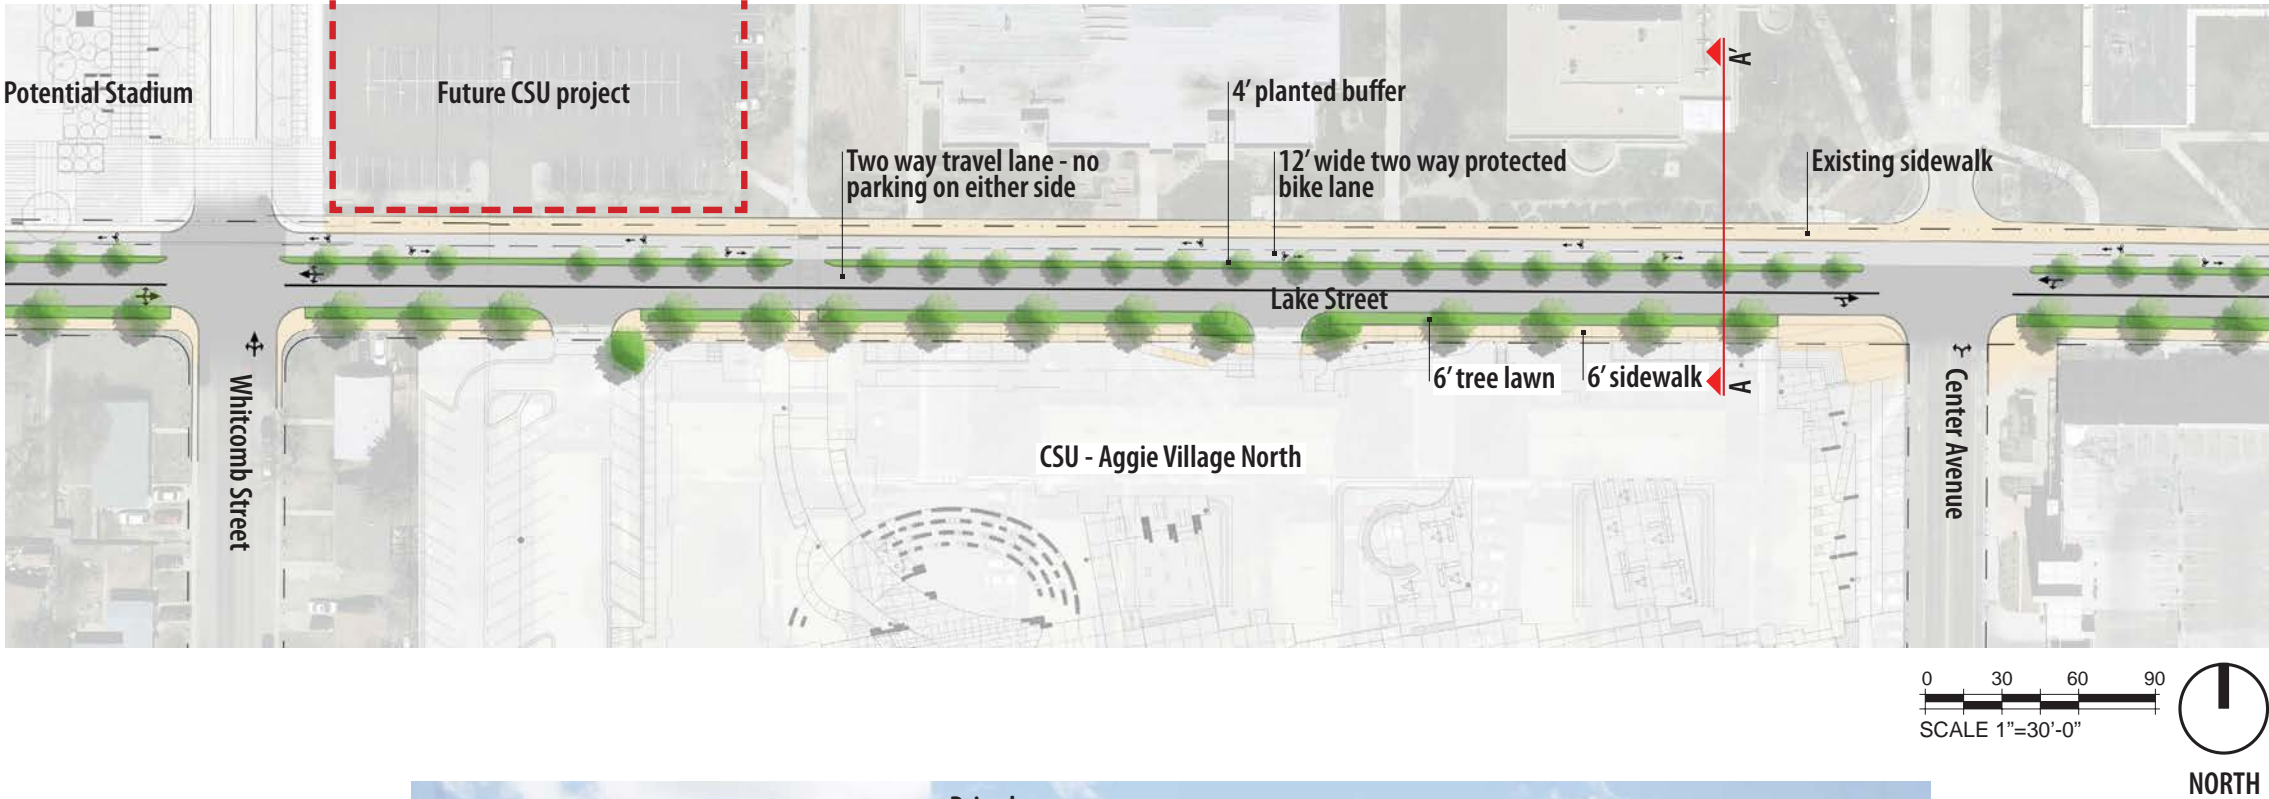 Potential Stadium
Future CSU project
4' planted buffer
A'
Two way travel lane - no
parking on either side
12' wide two way protected
bike lane
Existing sidewalk
Lake Street
6' tree lawn
6' sidewalk
A
Whitcomb Street
Center Avenue
CSU - Aggie Village North
0 30 60 90
SCALE 1"=30'-0"
NORTH